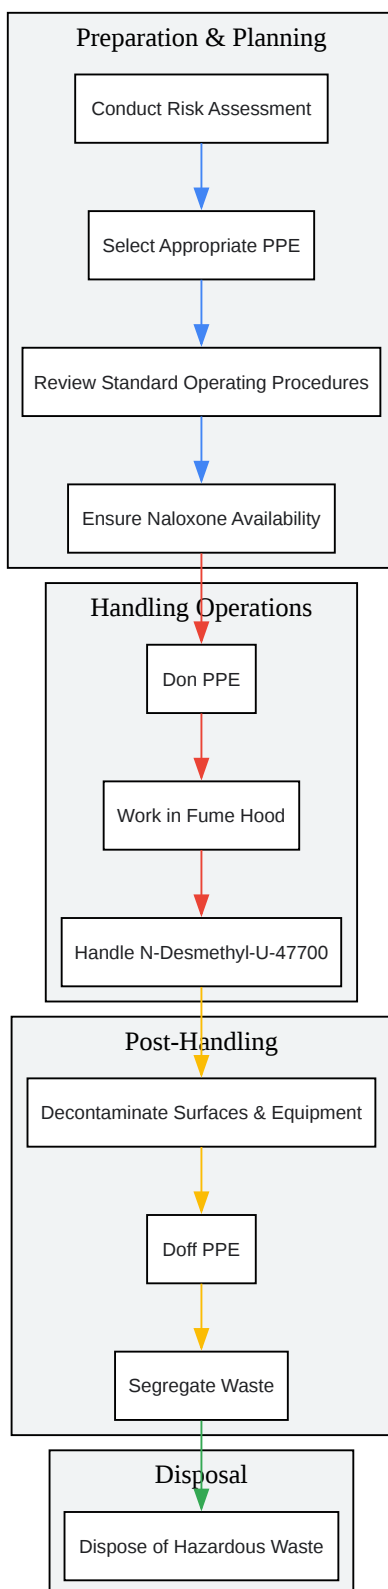 Preparation & Planning
Conduct Risk Assessment
Select Appropriate PPE
Review Standard Operating Procedures
Ensure Naloxone Availability
Handling Operations
Don PPE
Work in Fume Hood
Handle N-Desmethyl-U-47700
Post-Handling
Decontaminate Surfaces & Equipment
Doff PPE
Segregate Waste
Disposal
Dispose of Hazardous Waste